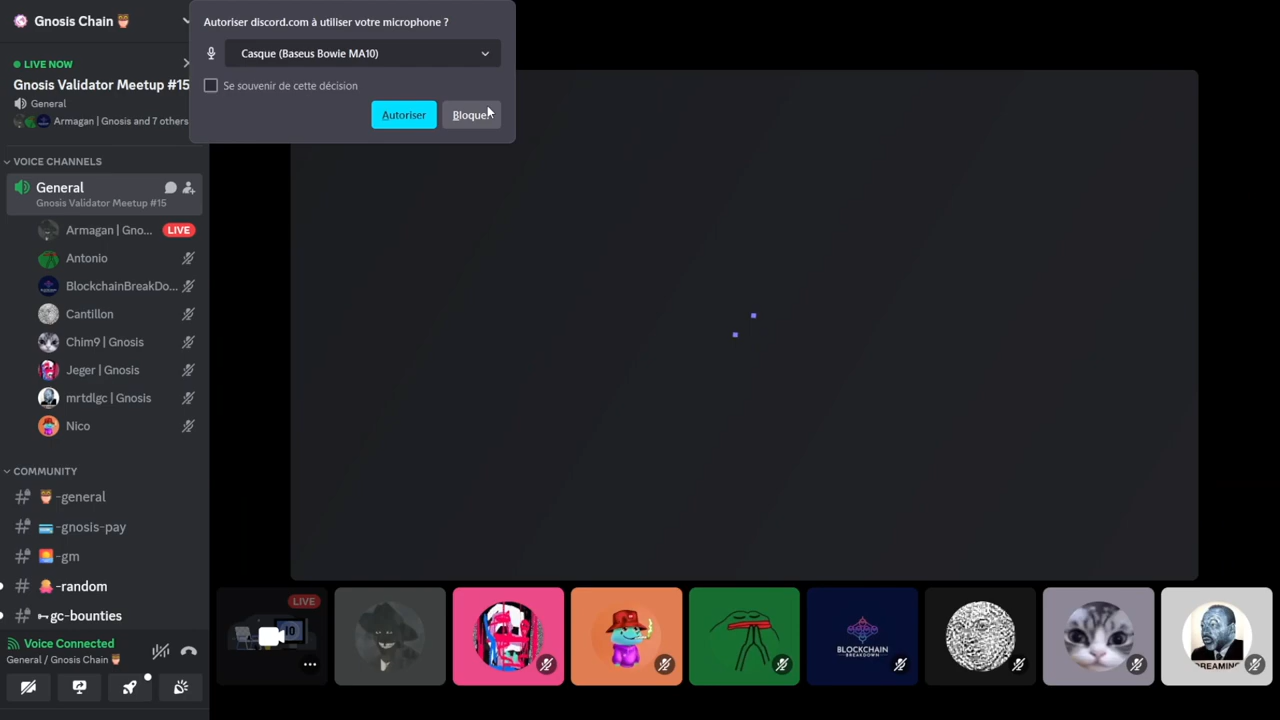 Gnosis Chain
Autoriser discord.com à utiliser votre microphone ?
Casque (Baseus Bowie MA10)
Se souvenir de cette décision
Autoriser
Bloquer
LIVE NOW
Gnosis Validator Meetup #15
General
Armagan | Gnosis and 7 others
VOICE CHANNELS
General
Gnosis Validator Meetup #15
Armagan | Gno...
LIVE
Antonio
BlockchainBreakDo...
Cantillon
Chim9 | Gnosis
Jeger | Gnosis
mrtdlgc | Gnosis
Nico
COMMUNITY
-general
-gnosis-pay
-gm
-random
gc-bounties
Voice Connected
General / Gnosis Chain
LIVE
BLOCKCHAIN
BREAKDOWN
DREAMING